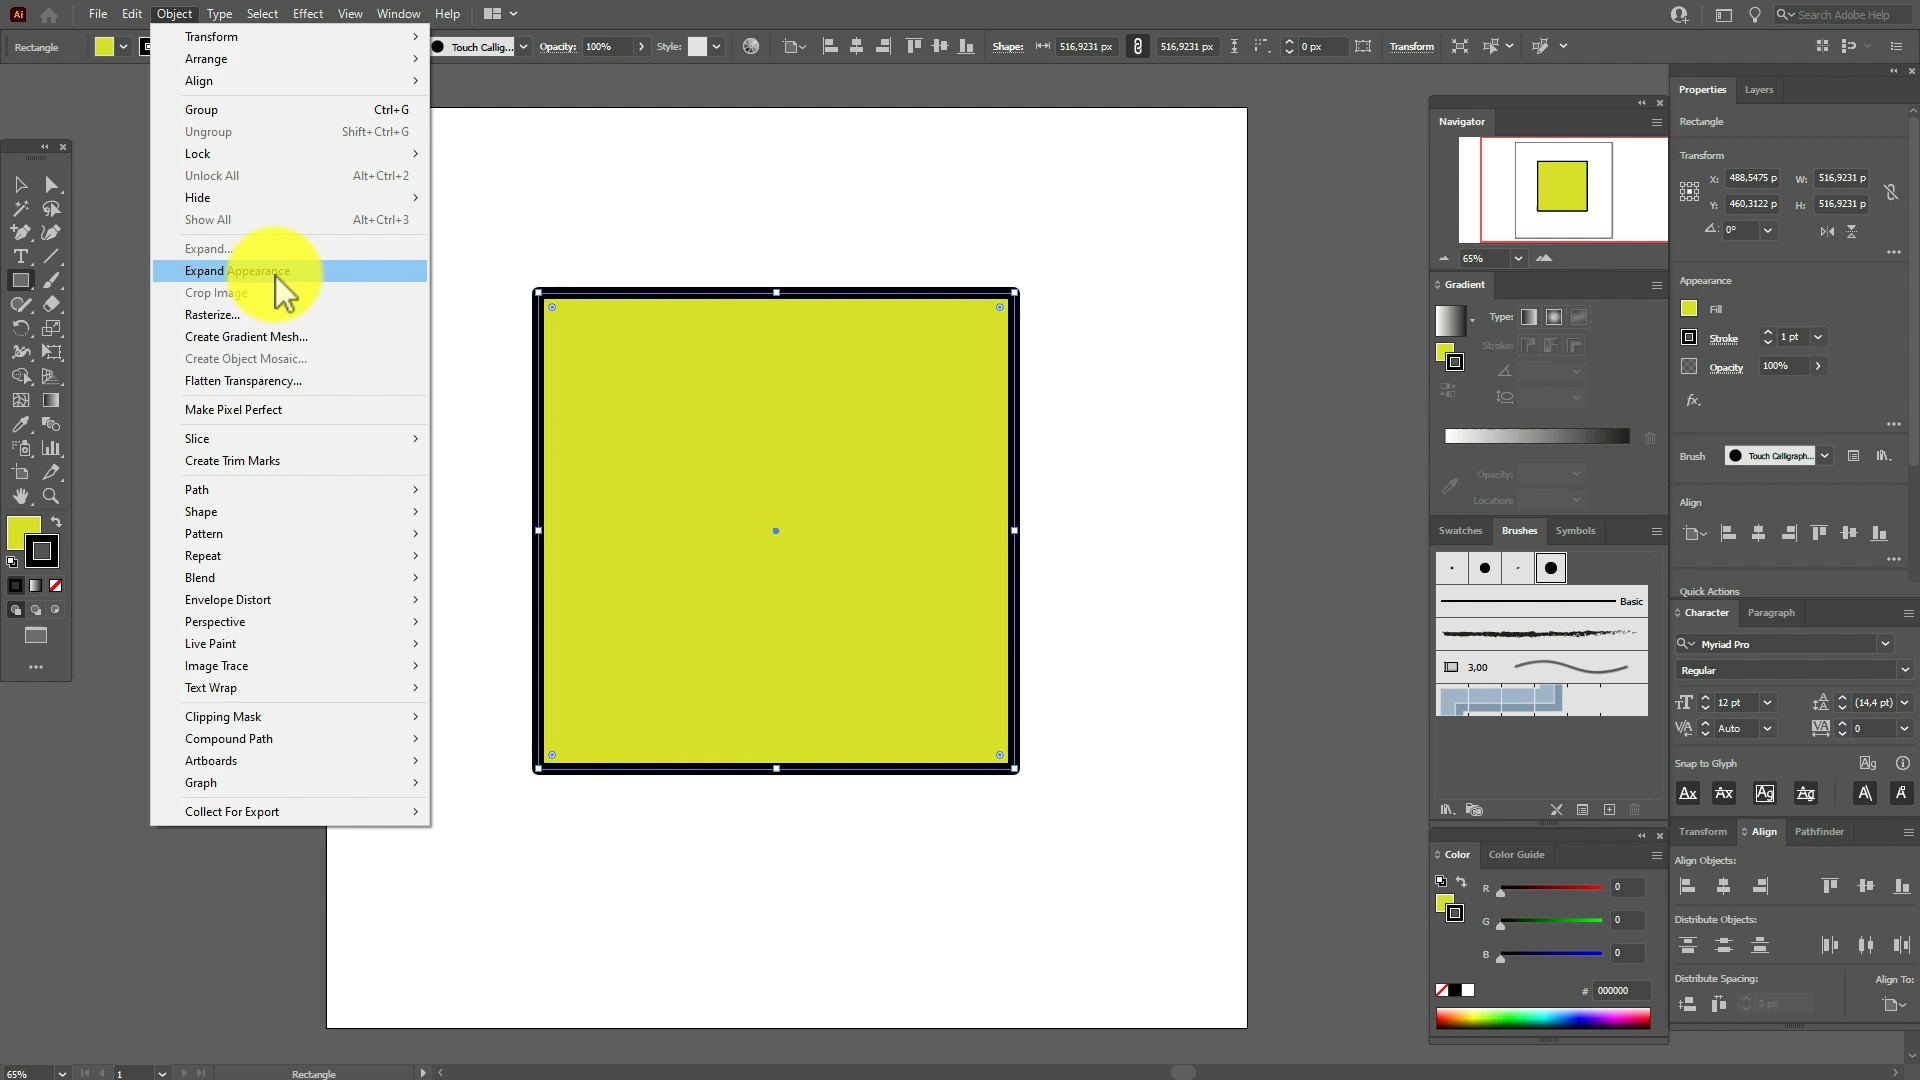 Ai
File Edit Object Type Select Effect View Window Help
Search Adobe Help
Rectangle
Touch Callig...
Opacity: 100%
Style:
Shape: 516,9231 px 516,9231 px 0 px
Transform
Transform
Arrange
Align
Group Ctrl+G
Ungroup Shift+Ctrl+G
Lock
Unlock All Alt+Ctrl+2
Hide
Show All Alt+Ctrl+3
Expand...
Expand Appearance
Crop Image
Rasterize...
Create Gradient Mesh...
Create Object Mosaic...
Flatten Transparency...
Make Pixel Perfect
Slice
Create Trim Marks
Path
Shape
Pattern
Repeat
Blend
Envelope Distort
Perspective
Live Paint
Image Trace
Text Wrap
Clipping Mask
Compound Path
Artboards
Graph
Collect For Export
Navigator
65%
Gradient
Type:
Stroke:
Opacity:
Location:
Swatches Brushes Symbols
Basic
3,00
Color Color Guide
R 0
G 0
B 0
# 000000
Properties Layers
Rectangle
Transform
X: 488,5475 p W: 516,9231 p
Y: 460,3122 p H: 516,9231 p
0°
Appearance
Fill
Stroke 1 pt
Opacity 100%
fx.
Brush Touch Calligraph...
Align
Quick Actions
Character Paragraph
Myriad Pro
Regular
12 pt (14,4 pt)
Auto 0
Snap to Glyph
Transform Align Pathfinder
Align Objects:
Distribute Objects:
Distribute Spacing: Align To:
0 px
65% 1 Rectangle